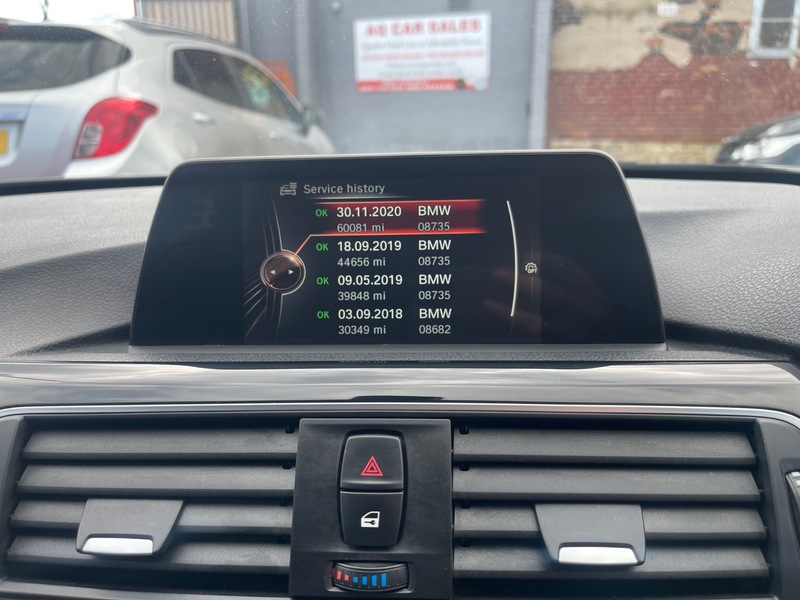 AG CAR SALES
Service history
OK 30.11.2020 BMW
60081 mi 08735
OK 18.09.2019 BMW
44656 mi 08735
OK 09.05.2019 BMW
39848 mi 08735
OK 03.09.2018 BMW
30349 mi 08682